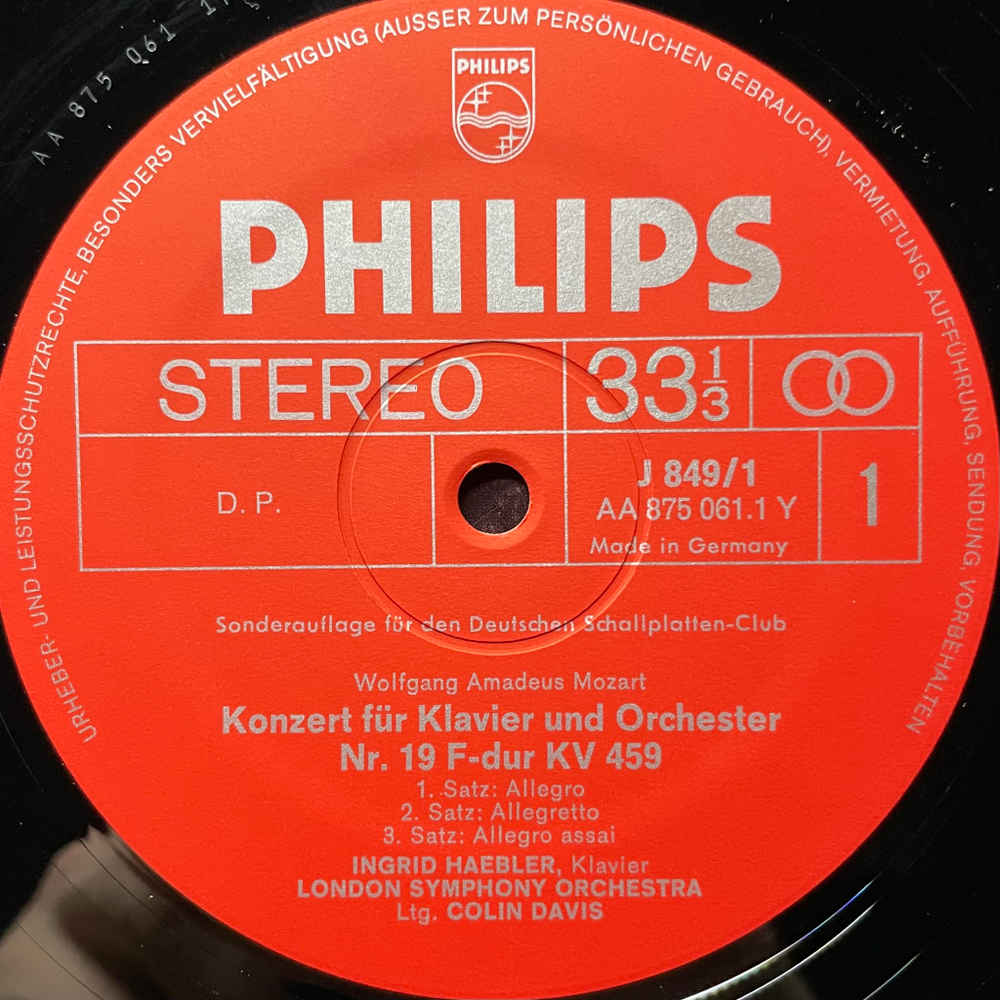 AA 875 061 1
URHEBER- UND LEISTUNGSSCHUTZRECHTE, BESONDERS VERVIELFÄLTIGUNG (AUSSER ZUM PERSÖNLICHEN GEBRAUCH), VERMIETUNG, AUFFÜHRUNG, SENDUNG, VORBEHALTEN
PHILIPS
PHILIPS
STEREO 33 1/3
D. P. J 849/1 1
AA 875 061.1 Y
Made in Germany
Sonderauflage für den Deutschen Schallplatten-Club
Wolfgang Amadeus Mozart
Konzert für Klavier und Orchester
Nr. 19 F-dur KV 459
1. Satz: Allegro
2. Satz: Allegretto
3. Satz: Allegro assai
INGRID HAEBLER, Klavier
LONDON SYMPHONY ORCHESTRA
Ltg. COLIN DAVIS